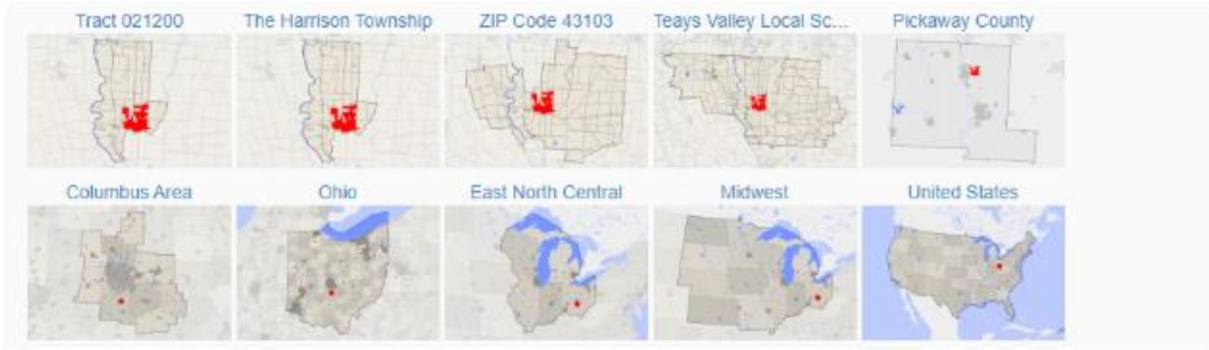 Tract 021200 The Harrison Township ZIP Code 43103 Teays Valley Local Sc... Pickaway County
Columbus Area Ohio East North Central Midwest United States